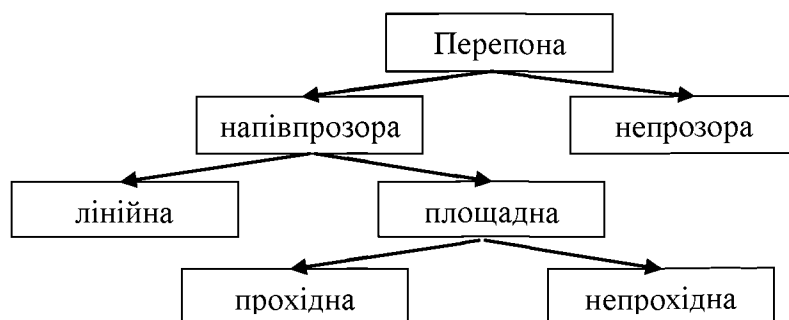 Перепона
напівпрозора
непрозора
лінійна
площадна
прохідна
непрохідна